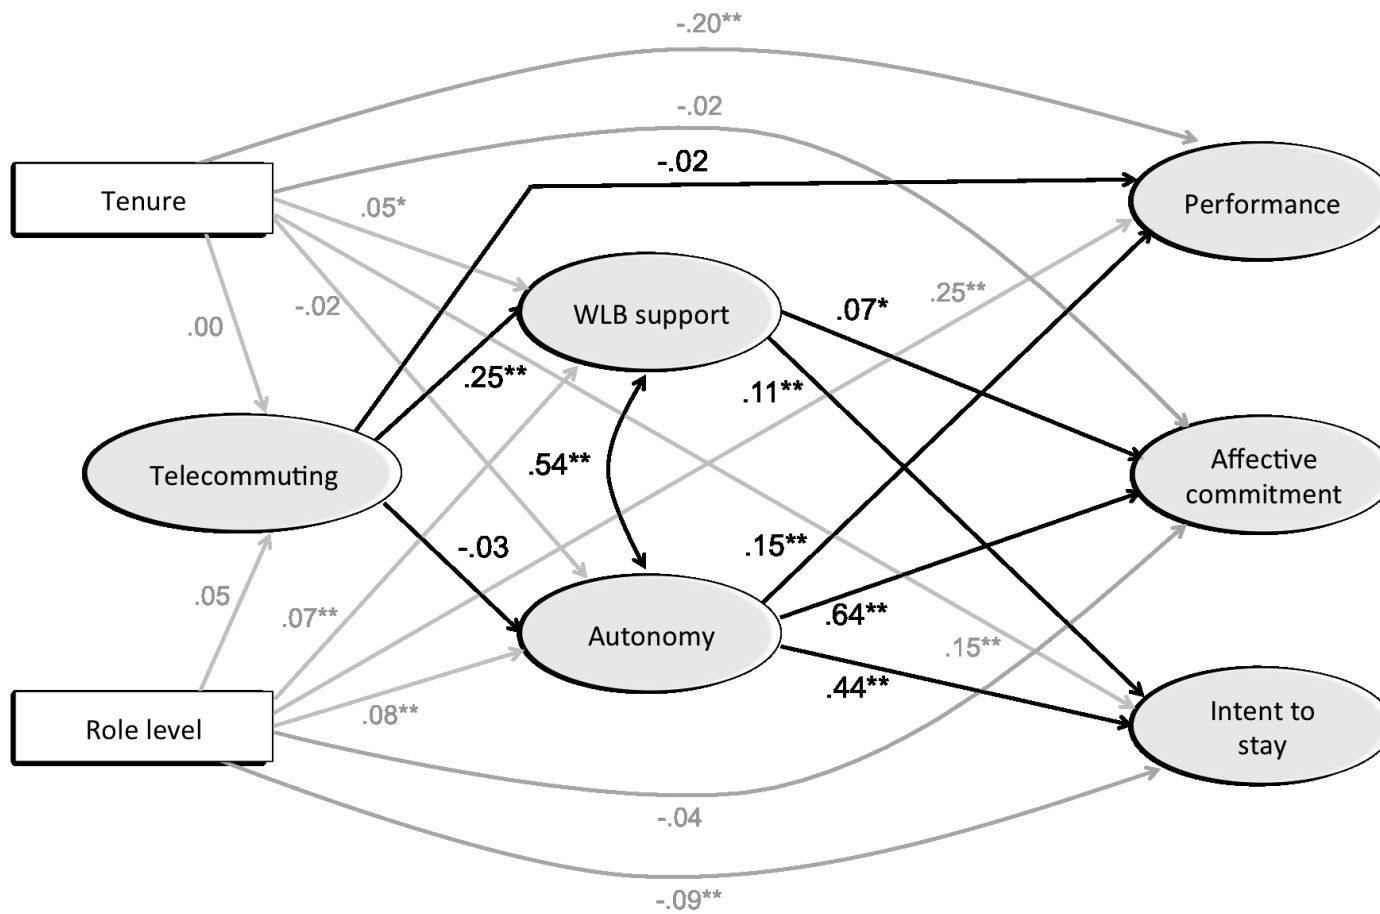 -.20**
-.02
-.02
Tenure
.05*
Performance
-.02
.25**
WLB support
.07*
.00
.25**
.11**
.54**
Telecommuting
Affective
commitment
-.03
.15**
.05
.07**
Autonomy
.64**
.15**
.44**
.08**
Role level
Intent to
stay
-.04
-.09**